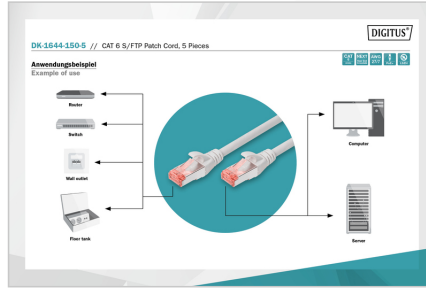 DIGITUS®
DK-1644-150-5 // CAT 6 S/FTP Patch Cord, 5 Pieces
Anwendungsbeispiel
Example of use
Router
Switch
Wall outlet
Floor tank
Computer
Server